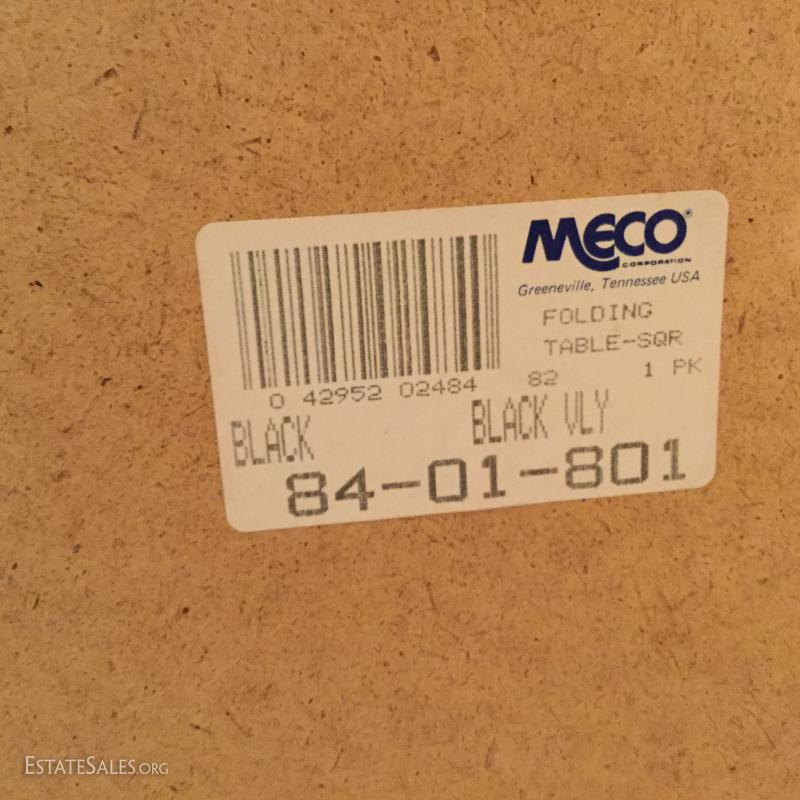 MECO®
CORPORATION
Greeneville, Tennessee USA
FOLDING
TABLE-SQR
82 1 PK
0 42952 02484
BLACK BLACK VLY
84-01-801
ESTATESALES.ORG